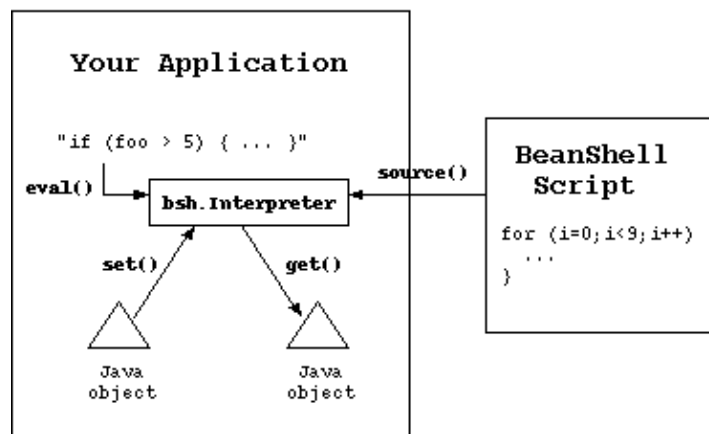 Your Application
"if (foo > 5) { ... }"
eval()
bsh.Interpreter
source()
set()
get()
Java
object
Java
object
BeanShell
Script
for (i=0;i<9;i++)
...
}